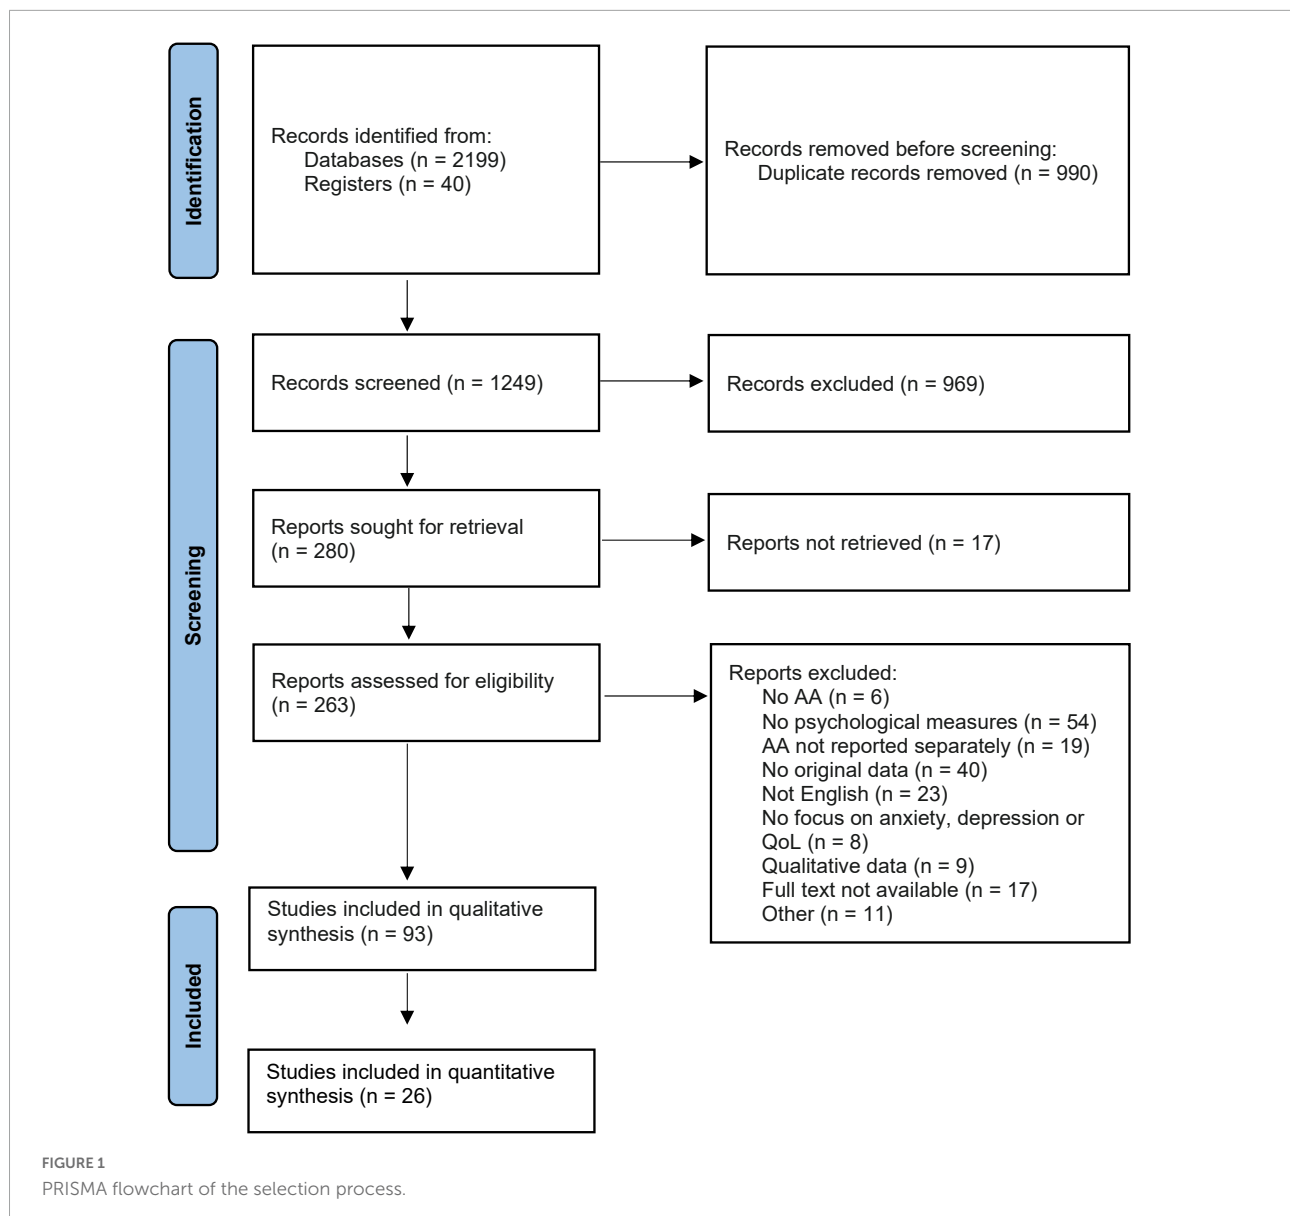 Identification
Records identified from:
Databases (n = 2199)
Registers (n = 40)
Records removed before screening:
Duplicate records removed (n = 990)
Screening
Records screened (n = 1249)
Records excluded (n = 969)
Reports sought for retrieval
(n = 280)
Reports not retrieved (n = 17)
Reports assessed for eligibility
(n = 263)
Reports excluded:
No AA (n = 6)
No psychological measures (n = 54)
AA not reported separately (n = 19)
No original data (n = 40)
Not English (n = 23)
No focus on anxiety, depression or
QoL (n = 8)
Qualitative data (n = 9)
Full text not available (n = 17)
Other (n = 11)
Included
Studies included in qualitative
synthesis (n = 93)
Studies included in quantitative
synthesis (n = 26)
FIGURE 1
PRISMA flowchart of the selection process.